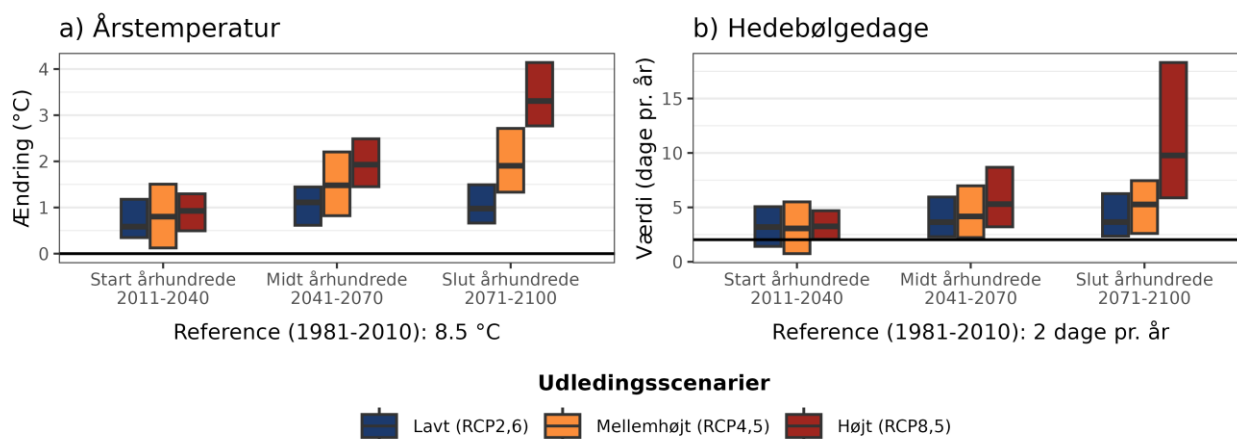 a) Årstemperatur
Ændring (°C)
4
3
2
1
0
Start århundrede
2011-2040
Midt århundrede
2041-2070
Slut århundrede
2071-2100
Reference (1981-2010): 8.5 °C
b) Hedebølgedage
Værdi (dage pr. år)
15
10
5
0
Start århundrede
2011-2040
Midt århundrede
2041-2070
Slut århundrede
2071-2100
Reference (1981-2010): 2 dage pr. år
Udledingsscenarier
Lavt (RCP2,6)
Mellemhøjt (RCP4,5)
Højt (RCP8,5)